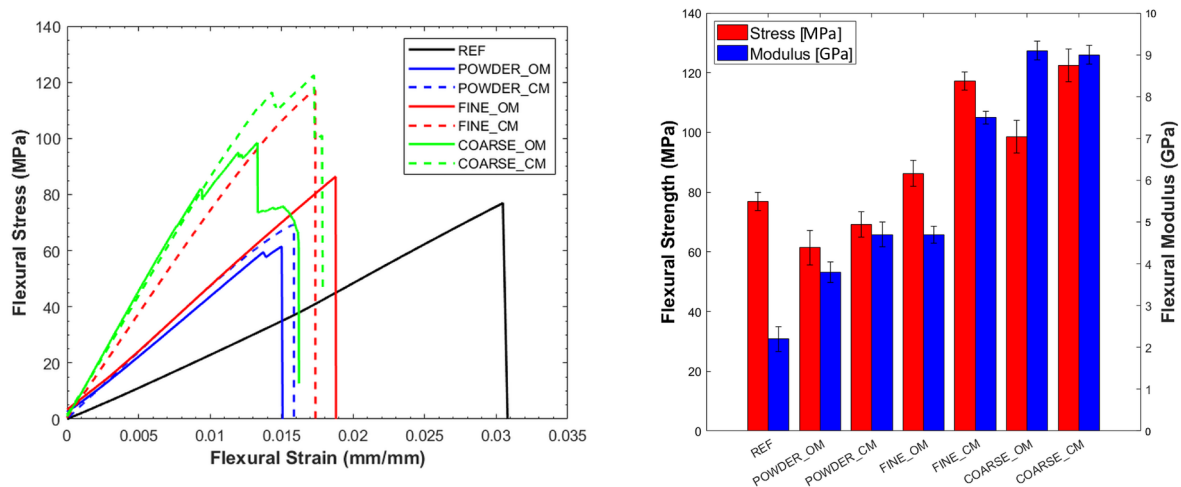 140
120
100
80
60
40
20
0
Flexural Stress (MPa)
0
0.005
0.01
0.015
0.02
0.025
0.03
0.035
Flexural Strain (mm/mm)
REF
POWDER_OM
POWDER_CM
FINE_OM
FINE_CM
COARSE_OM
COARSE_CM
140
120
100
80
60
40
20
0
Flexural Strength (MPa)
Stress [MPa]
Modulus [GPa]
10
9
8
7
6
5
4
3
2
1
0
Flexural Modulus (GPa)
REF
POWDER_OM
POWDER_CM
FINE_OM
FINE_CM
COARSE_OM
COARSE_CM